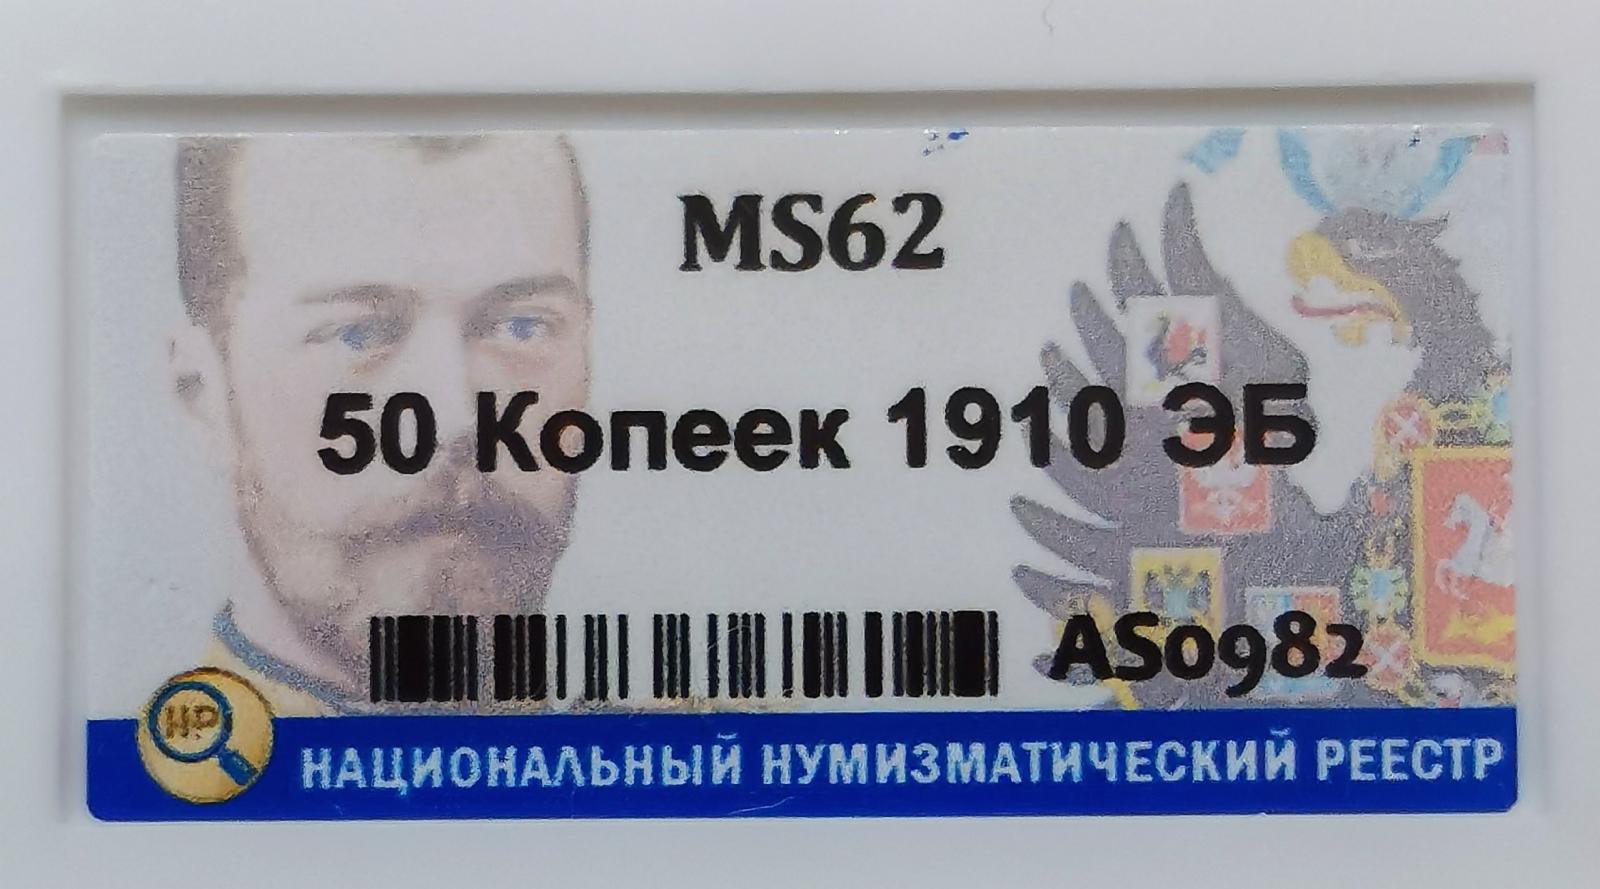 MS62
50 Копеек 1910 ЭБ
AS0982
НР
НАЦИОНАЛЬНЫЙ НУМИЗМАТИЧЕСКИЙ РЕЕСТР